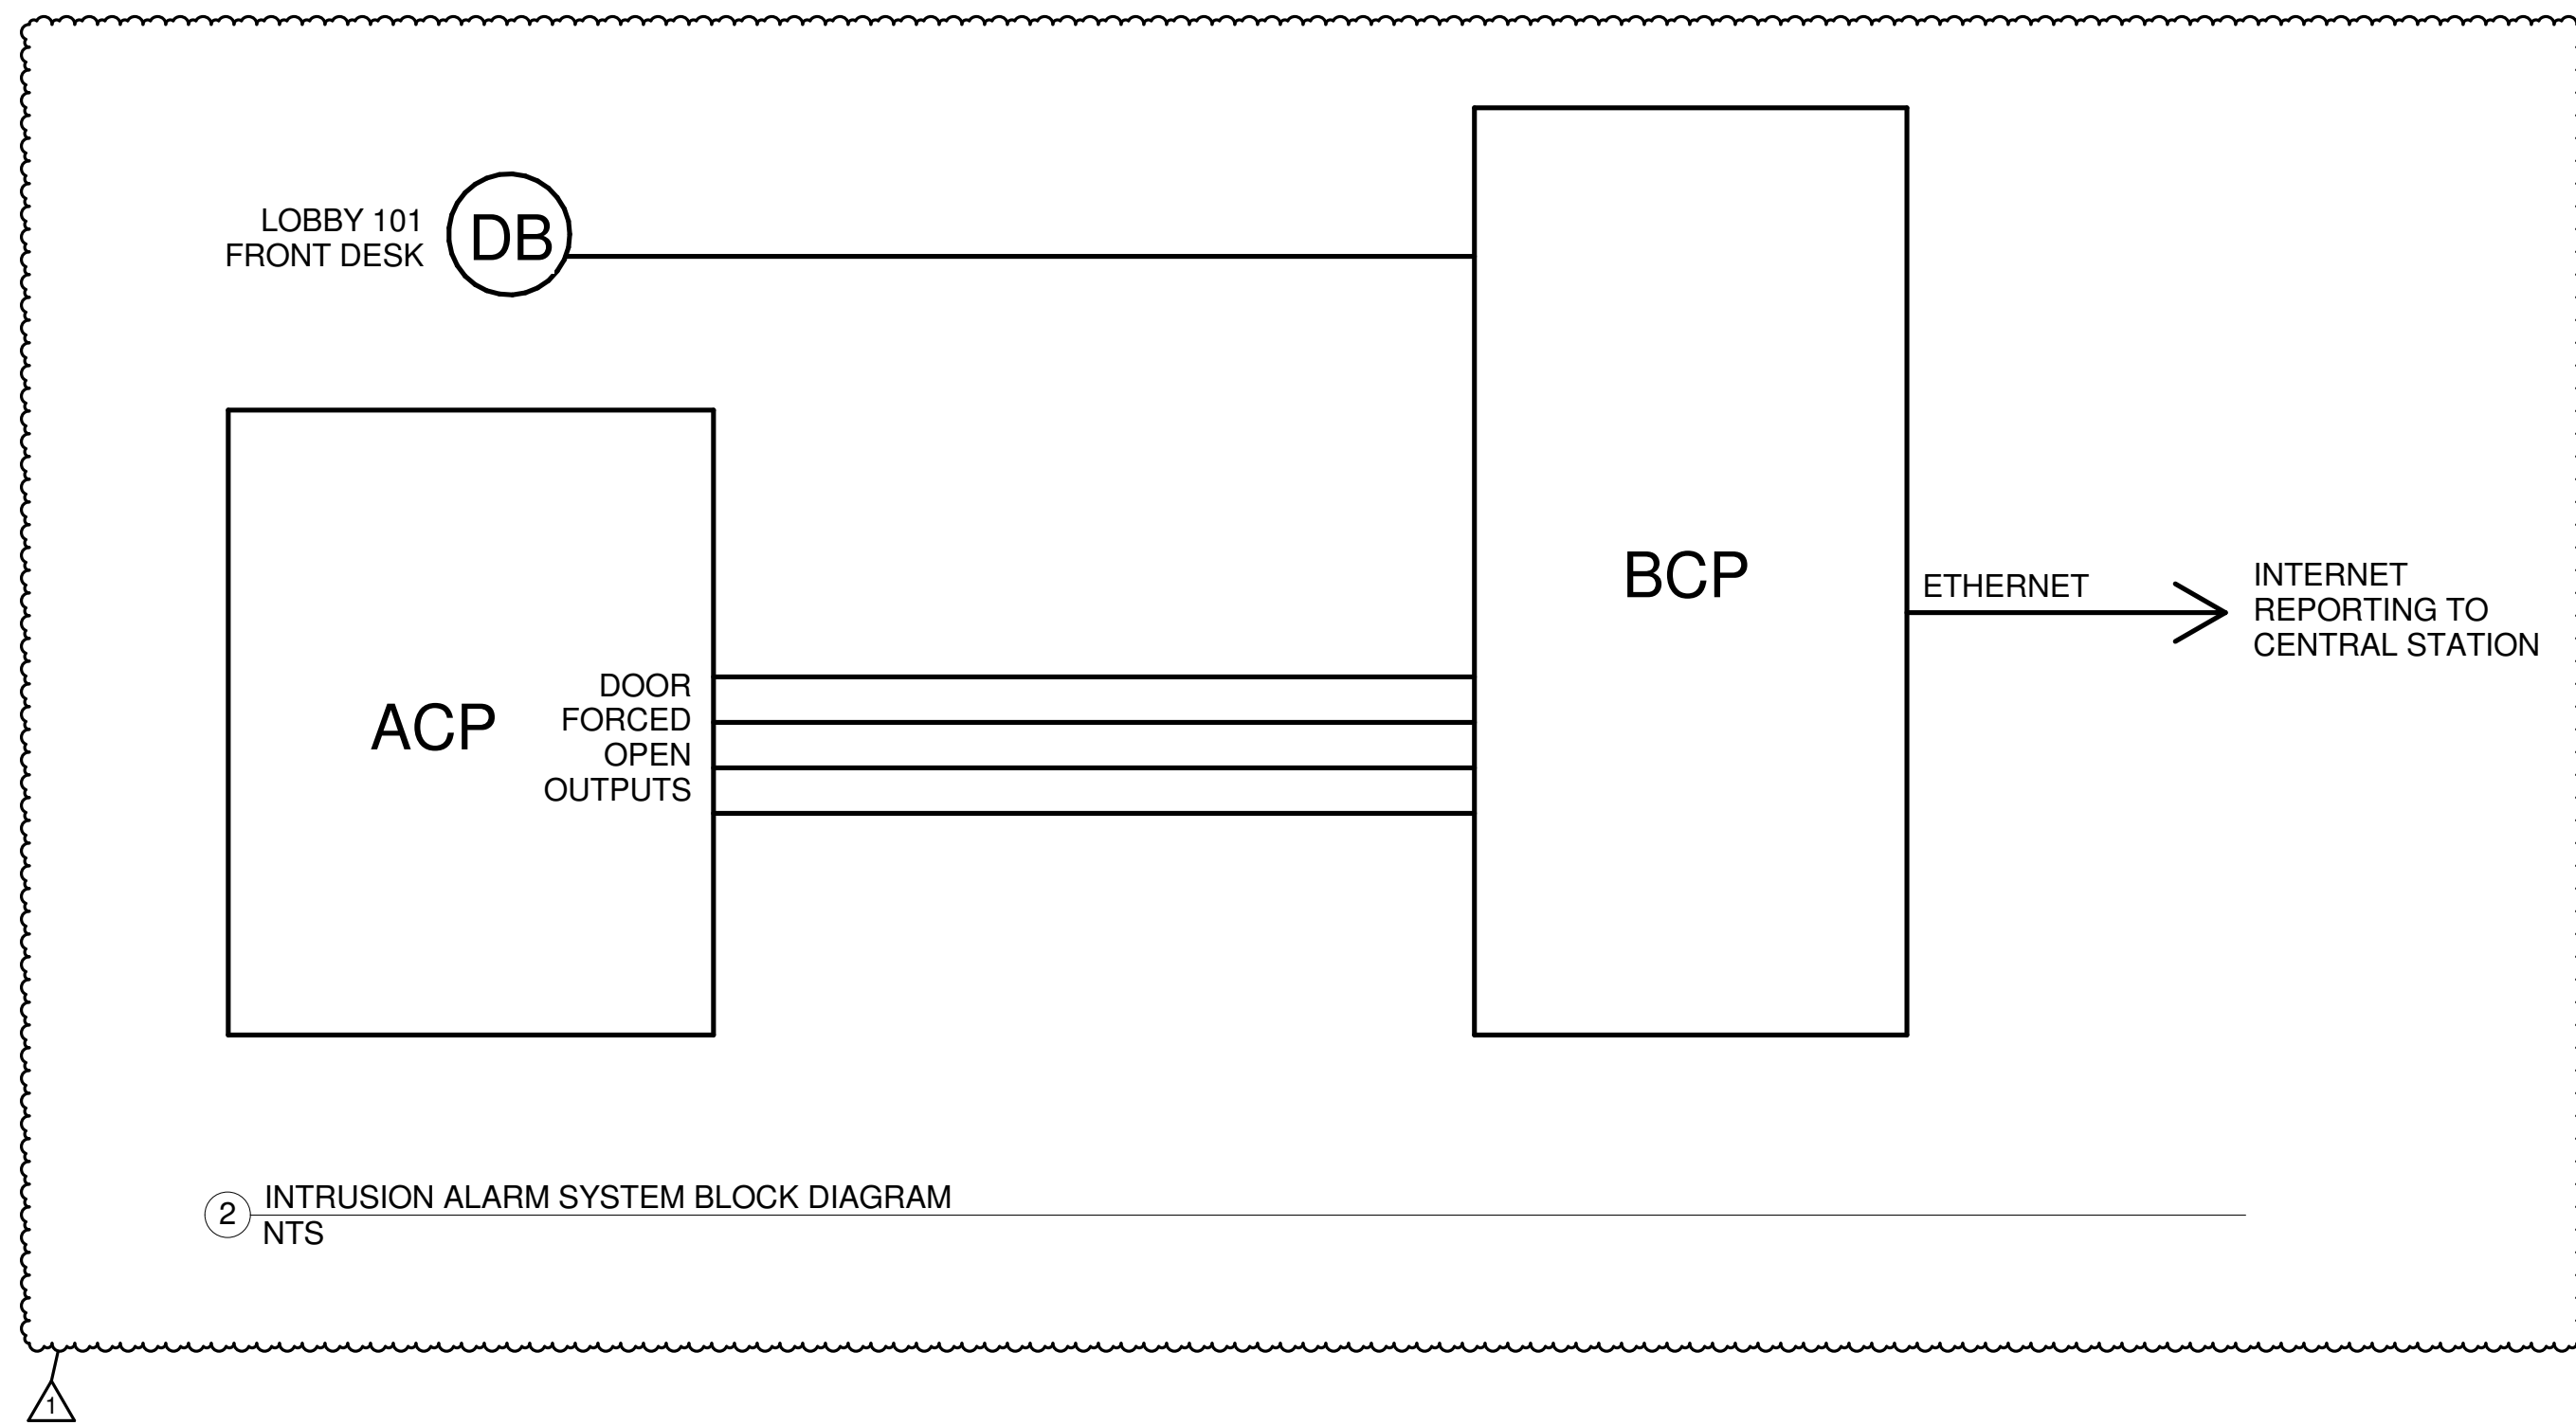 LOBBY 101
FRONT DESK
DB
BCP
ETHERNET
INTERNET
REPORTING TO
CENTRAL STATION
ACP
DOOR
FORCED
OPEN
OUTPUTS
2
INTRUSION ALARM SYSTEM BLOCK DIAGRAM
NTS
1